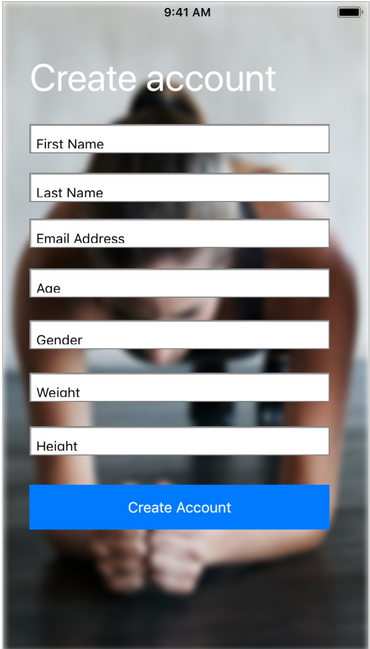 9:41 AM
Create account
First Name
Last Name
Email Address
Age
Gender
Weight
Height
Create Account